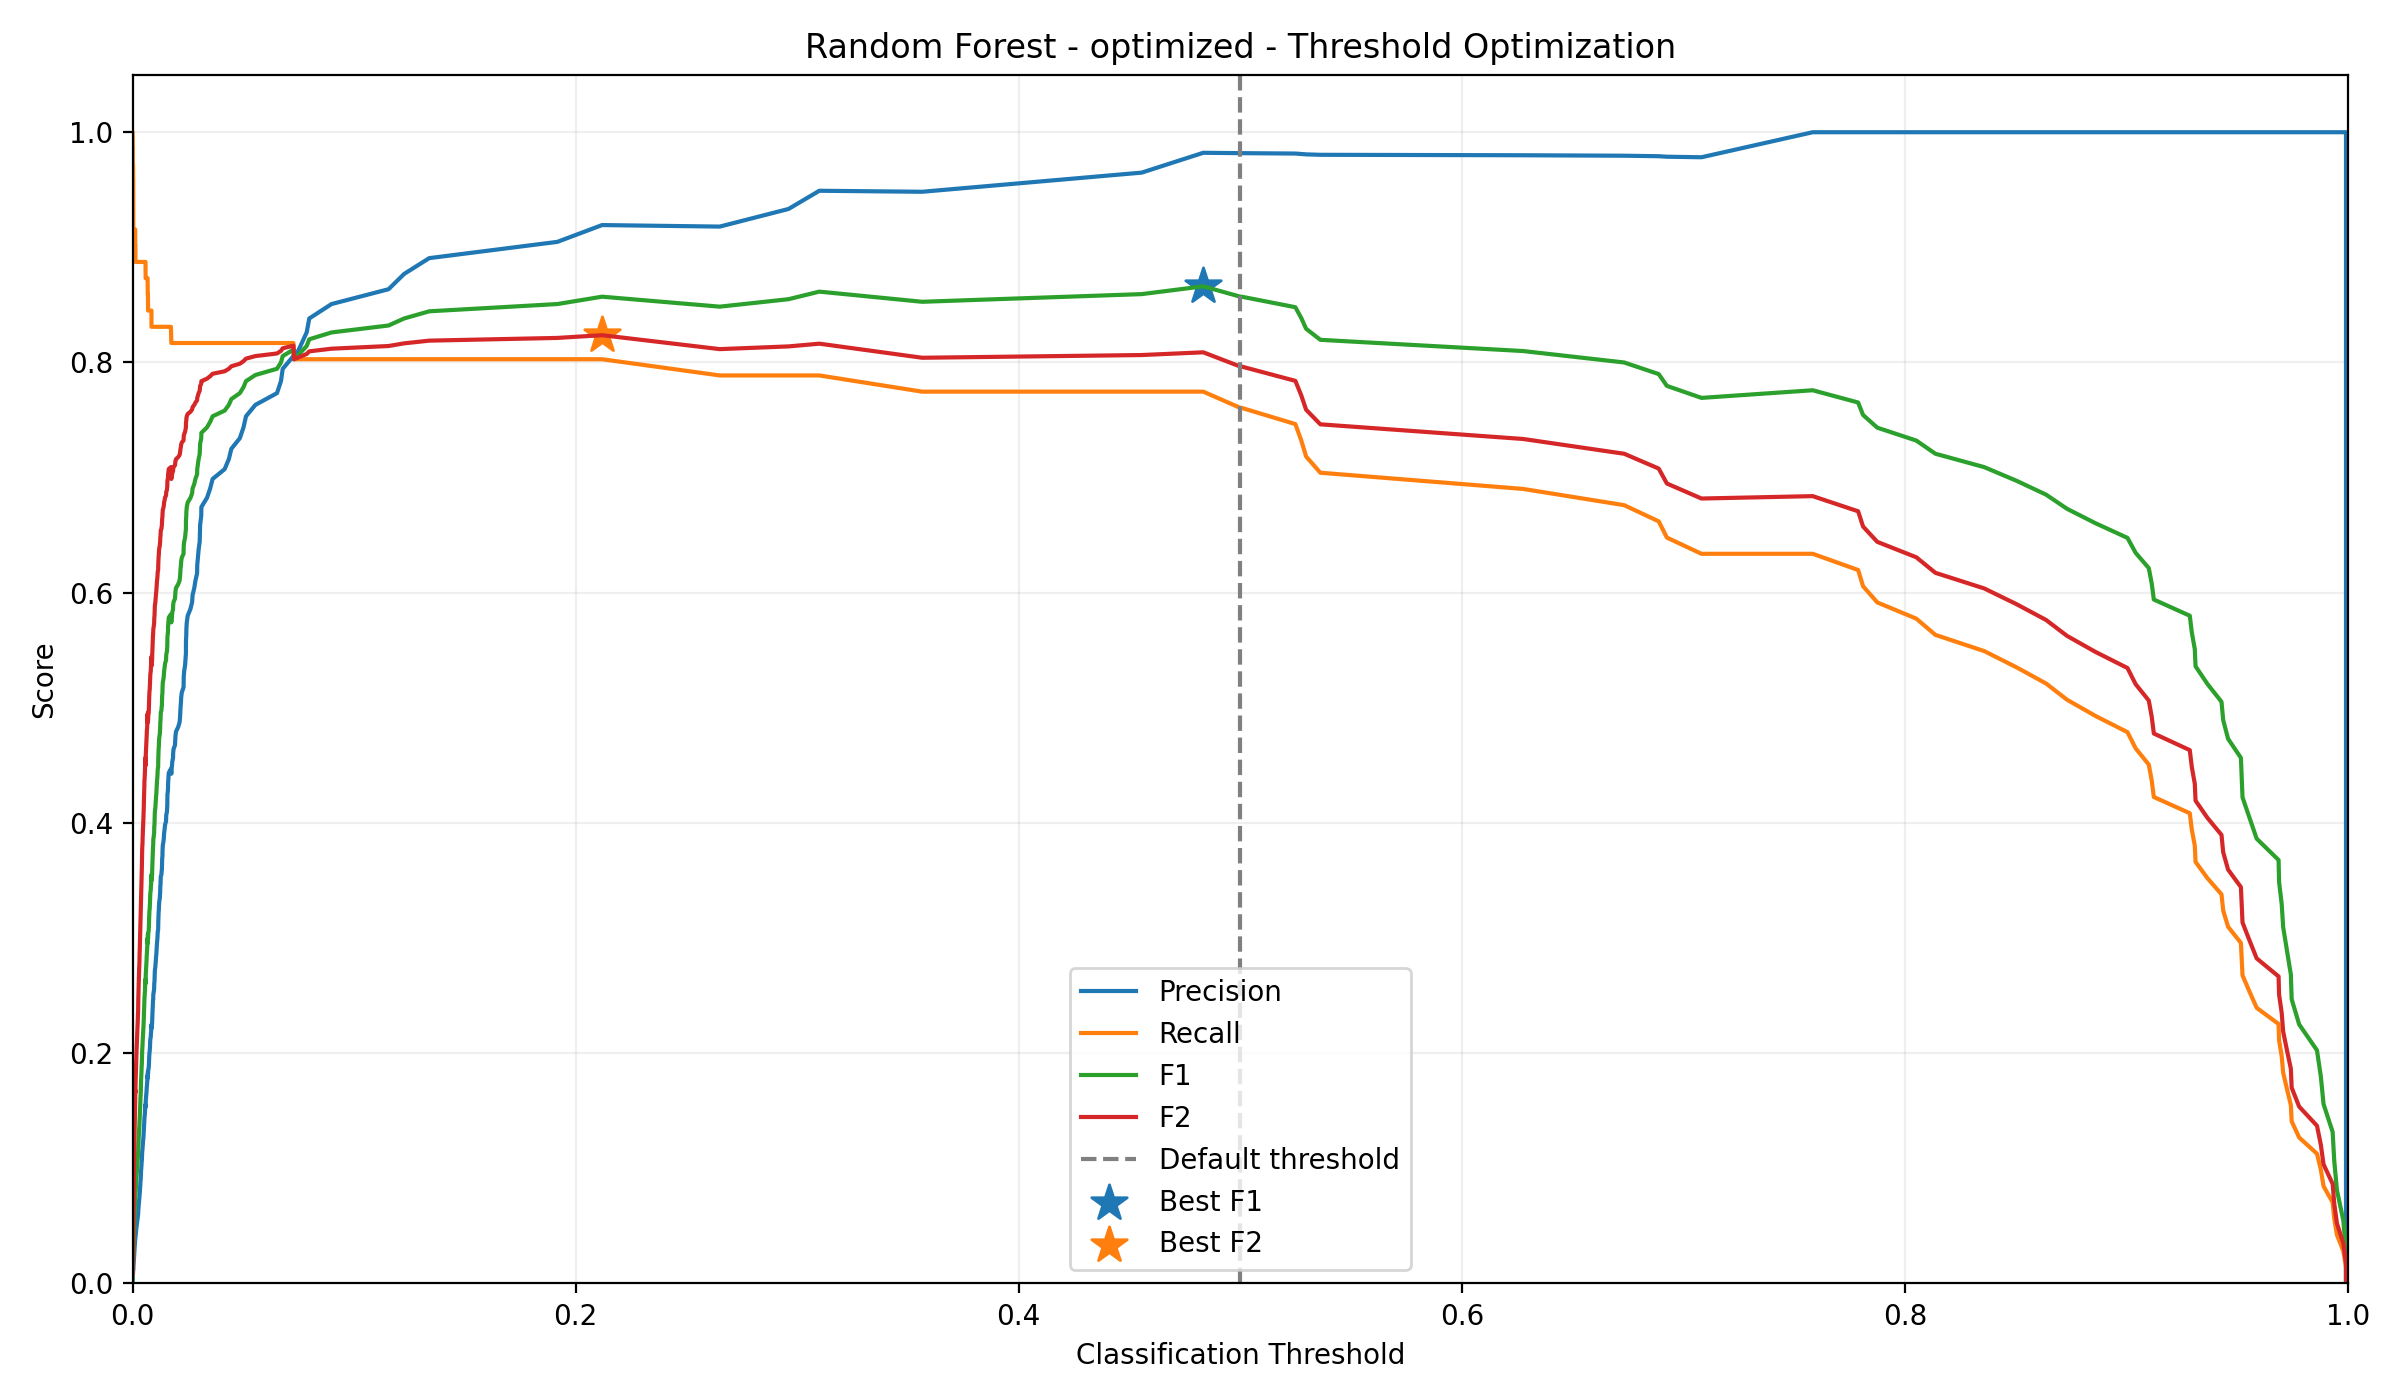 Random Forest - optimized - Threshold Optimization
1.0
0.8
0.6
0.4
0.2
0.0
Score
Precision
Recall
F1
F2
Default threshold
Best F1
Best F2
0.0 0.2 0.4 0.6 0.8 1.0
Classification Threshold